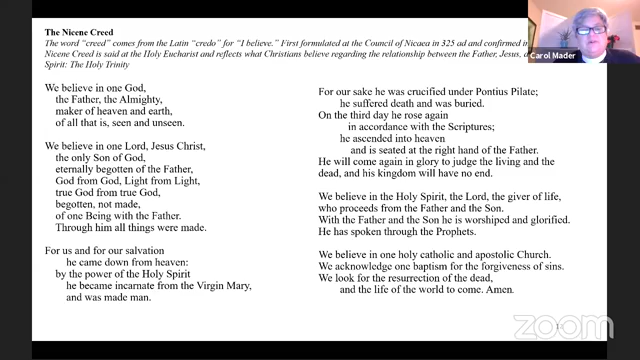 The Nicene Creed
The word "creed" comes from the Latin "credo" for "I believe." First formulated at the Council of Nicaea in 325 ad and confirmed in
Nicene Creed is said at the Holy Eucharist and reflects what Christians believe regarding the relationship between the Father, Jesus,
Spirit: The Holy Trinity
Carol Mader
We believe in one God,
the Father, the Almighty,
maker of heaven and earth,
of all that is, seen and unseen.
We believe in one Lord, Jesus Christ,
the only Son of God,
eternally begotten of the Father,
God from God, Light from Light,
true God from true God,
begotten, not made,
of one Being with the Father.
Through him all things were made.
For us and for our salvation
he came down from heaven:
by the power of the Holy Spirit
he became incarnate from the Virgin Mary,
and was made man.
For our sake he was crucified under Pontius Pilate;
he suffered death and was buried.
On the third day he rose again
in accordance with the Scriptures;
he ascended into heaven
and is seated at the right hand of the Father.
He will come again in glory to judge the living and the
dead, and his kingdom will have no end.
We believe in the Holy Spirit, the Lord, the giver of life,
who proceeds from the Father and the Son.
With the Father and the Son he is worshiped and glorified.
He has spoken through the Prophets.
We believe in one holy catholic and apostolic Church.
We acknowledge one baptism for the forgiveness of sins.
We look for the resurrection of the dead,
and the life of the world to come. Amen.
zoom